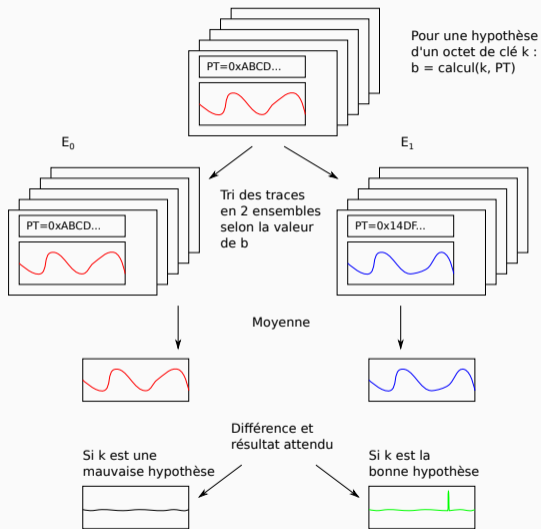 Pour une hypothèse
d'un octet de clé k :
b = calcul(k, PT)
PT=0xABCD...
E0
E1
Tri des traces
en 2 ensembles
selon la valeur
de b
PT=0xABCD...
PT=0x14DF...
Moyenne
Différence et
résultat attendu
Si k est une
mauvaise hypothèse
Si k est la
bonne hypothèse